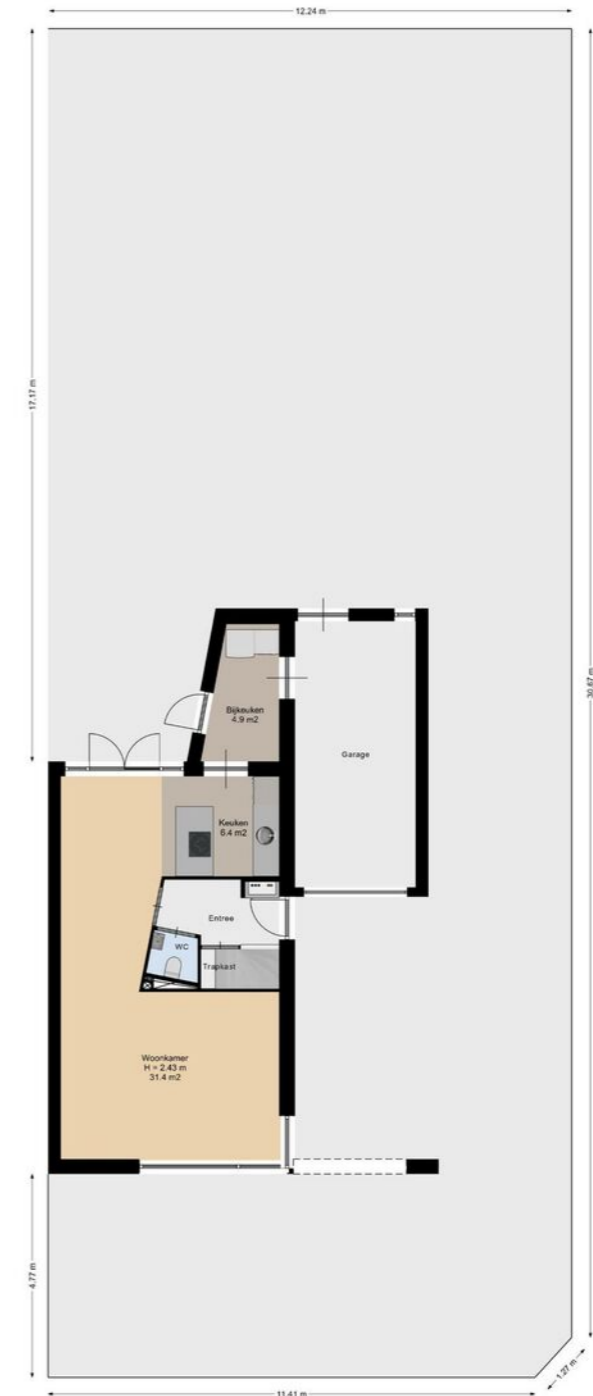 12.24 m
17.17 m
30.67 m
Bijkeuken
4.9 m2
Garage
Keuken
6.4 m2
Entree
WC
Trapkast
Woonkamer
H = 2.43 m
31.4 m2
4.77 m
1.27 m
11.41 m